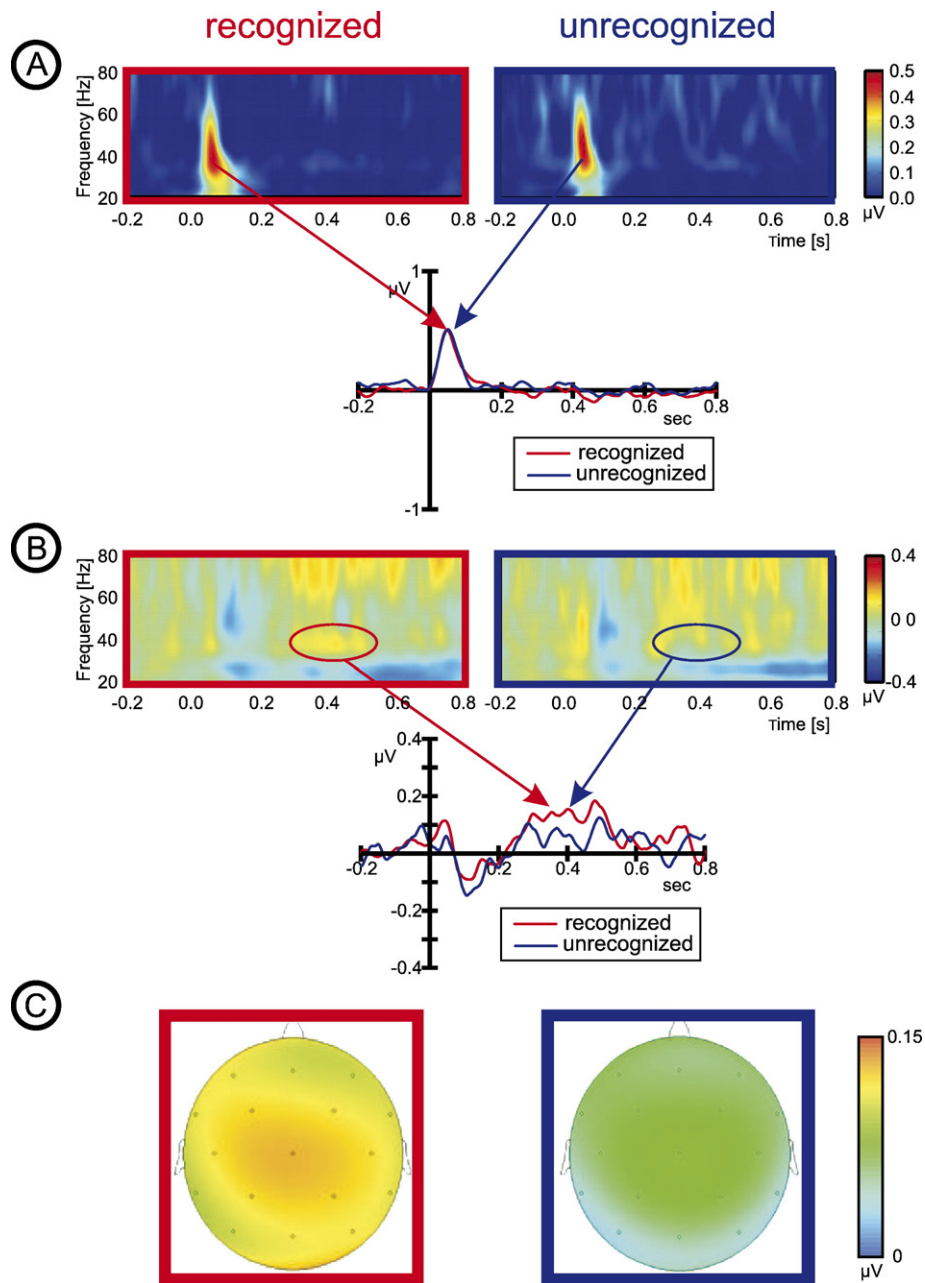 recognized unrecognized
A
Frequency [Hz]
80
60
40
20
-0.2 0.0 0.2 0.4 0.6 0.8
-0.2 0.0 0.2 0.4 0.6 0.8
Time [s]
0.5
0.4
0.3
0.2
0.1
0.0
µV
1
µV
-0.2 0.2 0.4 0.6 0.8
sec
recognized
unrecognized
-1
B
Frequency [Hz]
80
60
40
20
-0.2 0.0 0.2 0.4 0.6 0.8
-0.2 0.0 0.2 0.4 0.6 0.8
Time [s]
0.4
0 0
-0.4
µV
0.4
µV
0.2
-0.2 0.2 0.4 0.6 0.8
sec
-0.2
recognized
unrecognized
-0.4
C
0.15
0
µV